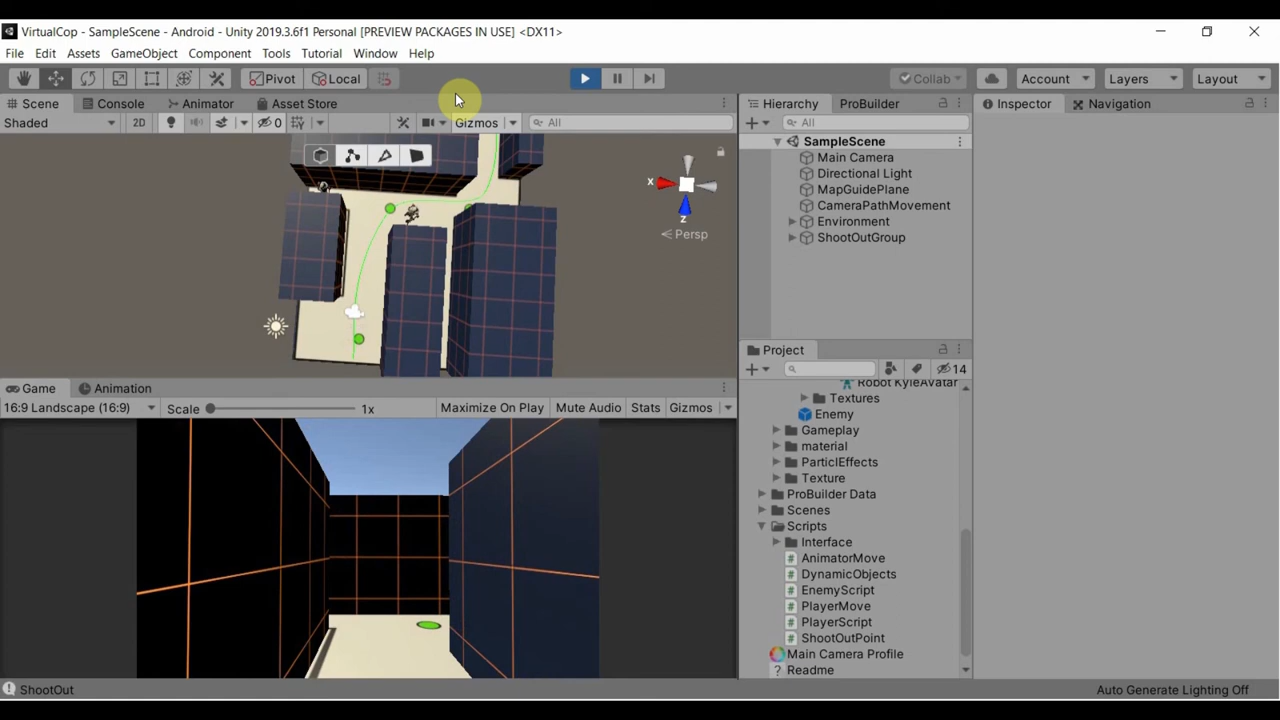 VirtualCop - SampleScene - Android - Unity 2019.3.6f1 Personal [PREVIEW PACKAGES IN USE] <DX11>
File Edit Assets GameObject Component Tools Tutorial Window Help
Pivot Local Collab Account Layers Layout
Scene Console Animator Asset Store Hierarchy ProBuilder Inspector Navigation
Shaded 2D 0 Gizmos All All
SampleScene
Main Camera
Directional Light
MapGuidePlane
CameraPathMovement
Environment
ShootOutGroup
x
z
Persp
Project
14
Robot KyleAvatar
Textures
Enemy
Gameplay
material
ParticlEffects
Texture
ProBuilder Data
Scenes
Scripts
Interface
AnimatorMove
DynamicObjects
EnemyScript
PlayerMove
PlayerScript
ShootOutPoint
Main Camera Profile
Readme
Game Animation
16:9 Landscape (16:9) Scale 1x Maximize On Play Mute Audio Stats Gizmos
ShootOut Auto Generate Lighting Off